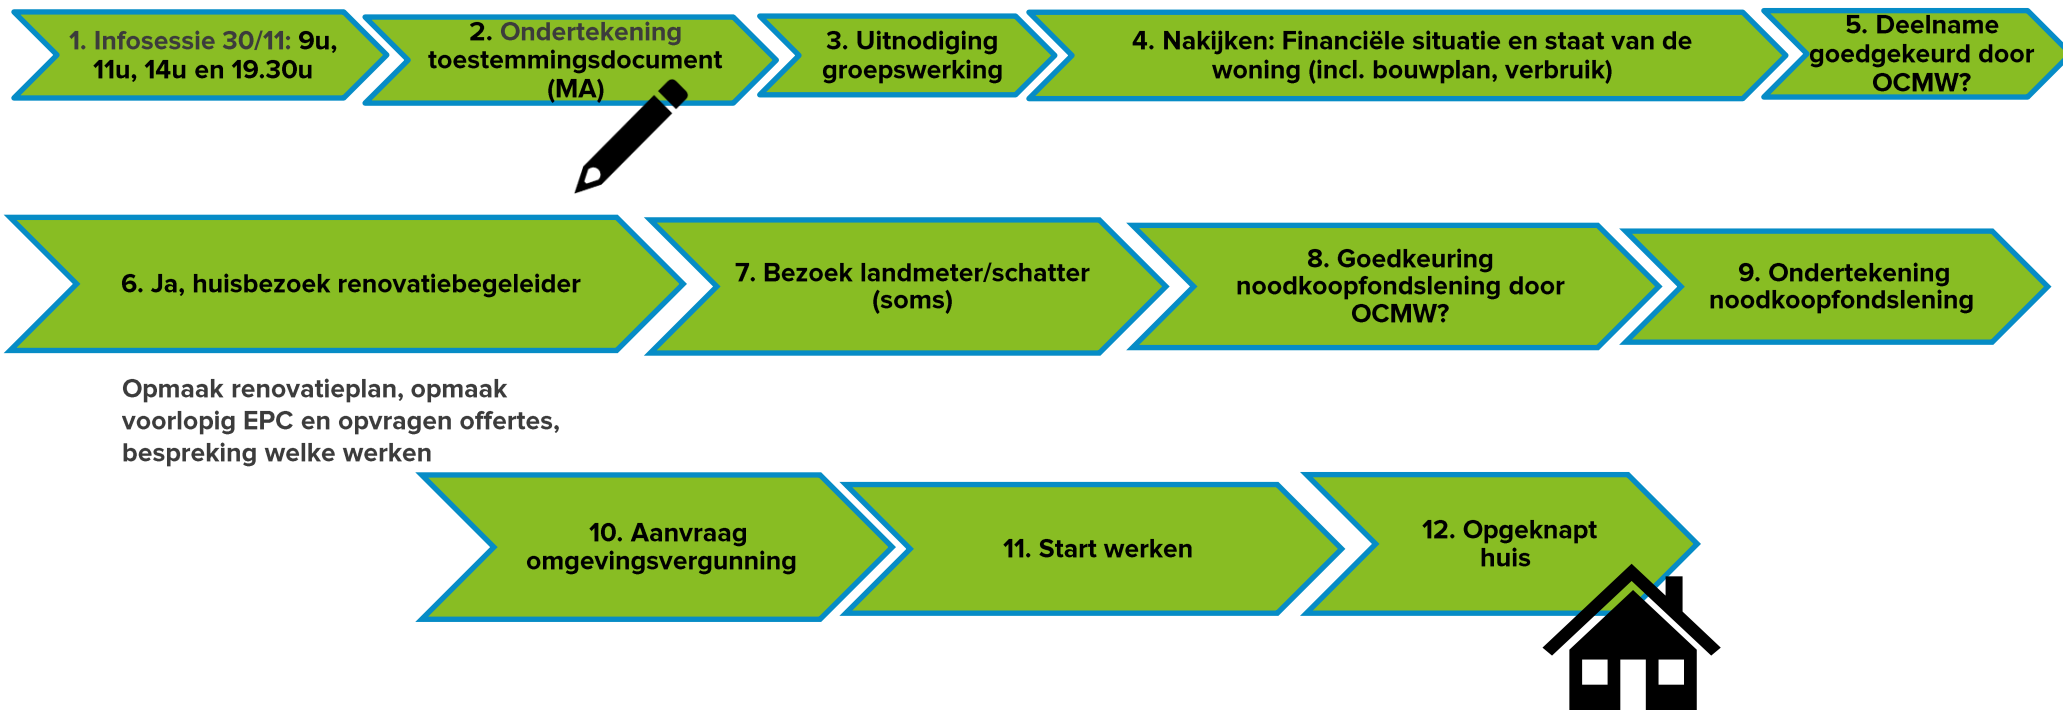 1. Infosessie 30/11: 9u,
11u, 14u en 19.30u
2. Ondertekening
toestemmingsdocument
(MA)
3. Uitnodiging
groepswerking
4. Nakijken: Financiële situatie en staat van de
woning (incl. bouwplan, verbruik)
5. Deelname
goedgekeurd door
OCMW?
6. Ja, huisbezoek renovatiebegeleider
7. Bezoek landmeter/schatter
(soms)
8. Goedkeuring
noodkoopfondslening door
OCMW?
9. Ondertekening
noodkoopfondslening
Opmaak renovatieplan, opmaak
voorlopig EPC en opvragen offertes,
bespreking welke werken
10. Aanvraag
omgevingsvergunning
11. Start werken
12. Opgeknapt
huis